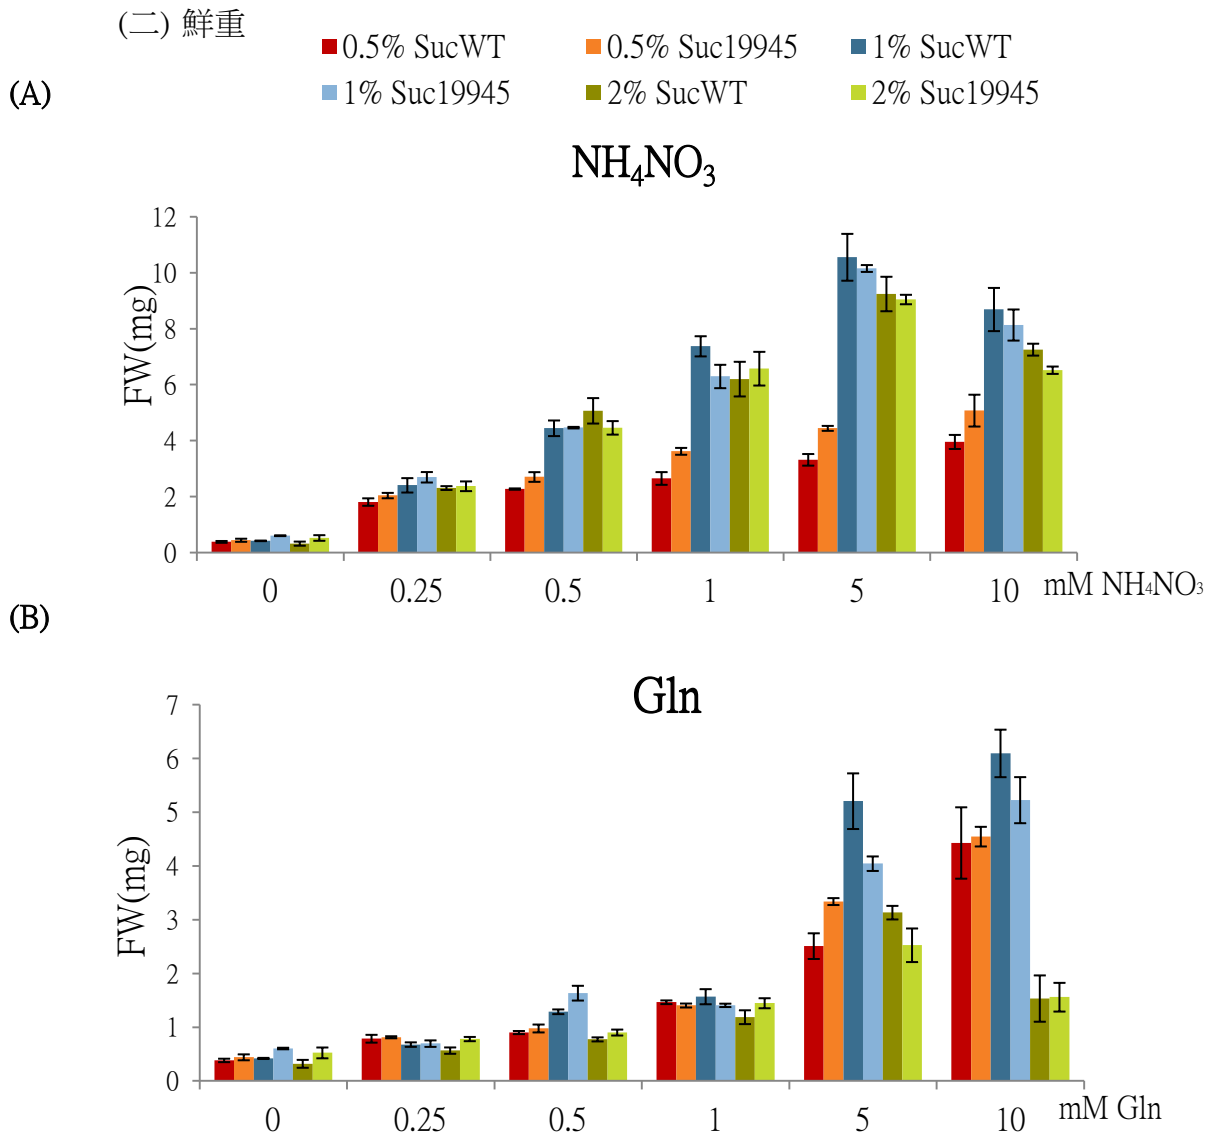 (二) 鮮重
0.5% SucWT 0.5% Suc19945 1% SucWT
1% Suc19945 2% SucWT 2% Suc19945
(A)
NH₄NO₃
FW(mg)
12
10
8
6
4
2
0
0 0.25 0.5 1 5 10 mM NH₄NO₃
(B)
Gln
FW(mg)
7
6
5
4
3
2
1
0
0 0.25 0.5 1 5 10 mM Gln